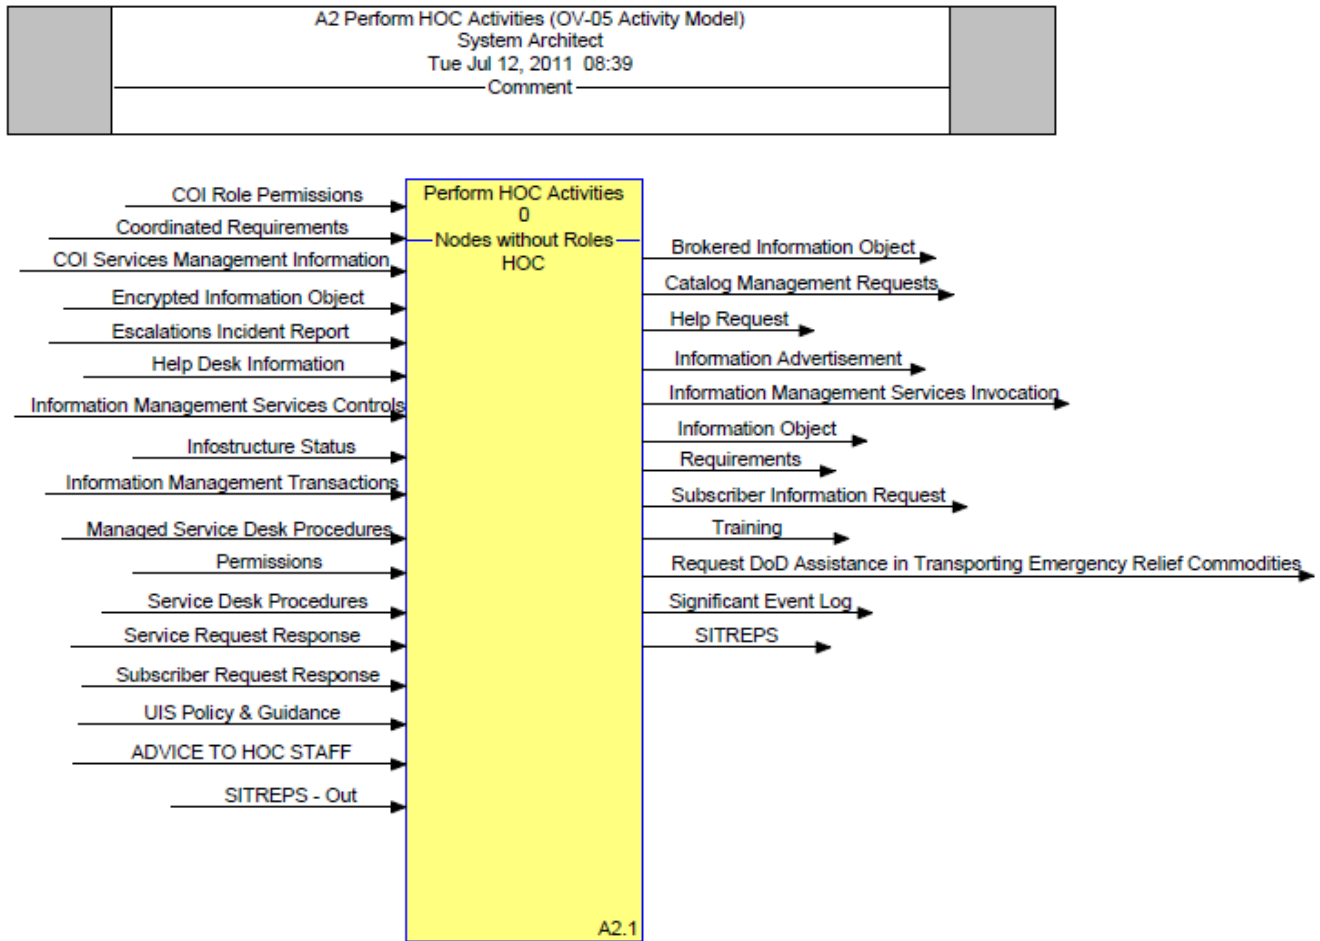 A2 Perform HOC Activities (OV-05 Activity Model)
System Architect
Tue Jul 12, 2011 08:39
Comment
COI Role Permissions
Coordinated Requirements
COI Services Management Information
Encrypted Information Object
Escalations Incident Report
Help Desk Information
Information Management Services Controls
Infostructure Status
Information Management Transactions
Managed Service Desk Procedures
Permissions
Service Desk Procedures
Service Request Response
Subscriber Request Response
UIS Policy & Guidance
ADVICE TO HOC STAFF
SITREPS - Out
Perform HOC Activities
0
Nodes without Roles
HOC
A2.1
Brokered Information Object
Catalog Management Requests
Help Request
Information Advertisement
Information Management Services Invocation
Information Object
Requirements
Subscriber Information Request
Training
Request DoD Assistance in Transporting Emergency Relief Commodities
Significant Event Log
SITREPS